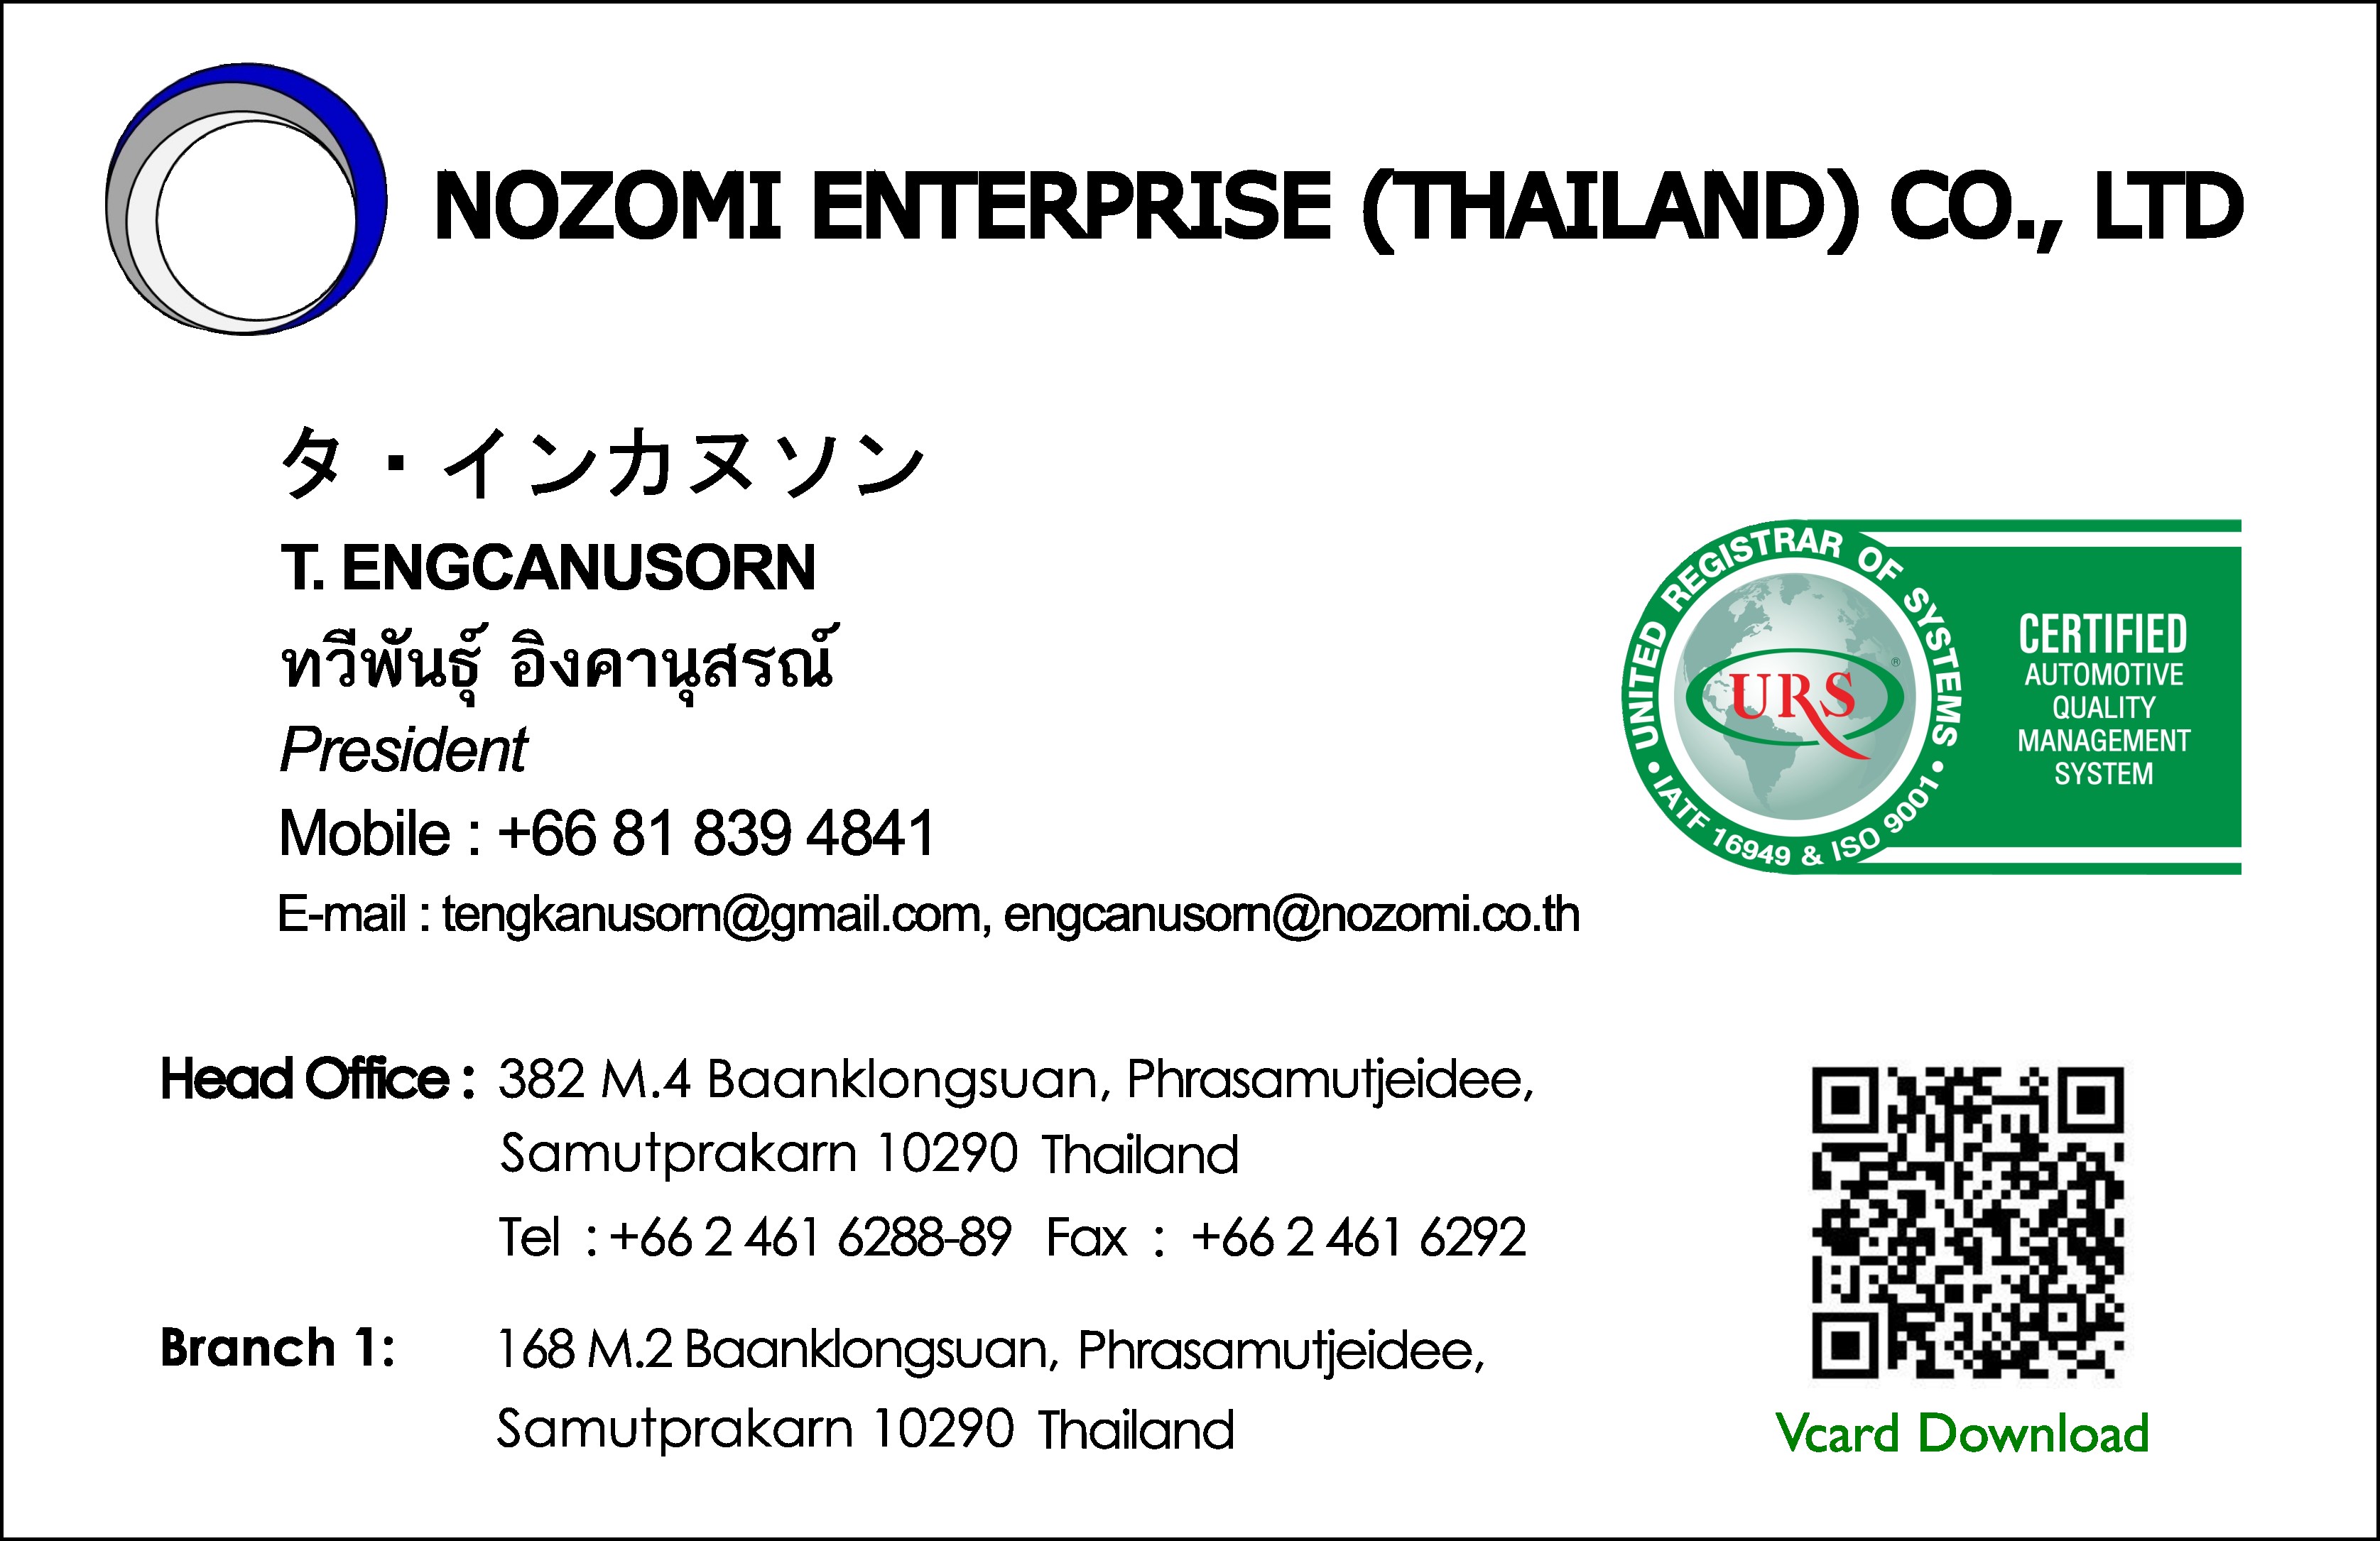 NOZOMI ENTERPRISE (THAILAND) CO., LTD
タ・インカヌソン
T. ENGCANUSORN
ทวีพันธุ์ อิงคานุสรณ์
President
Mobile : +66 81 839 4841
E-mail : tengkanusorn@gmail.com, engcanusorn@nozomi.co.th
UNITED REGISTRAR OF SYSTEMS
• IATF 16949 & ISO 9001 •
URS®
CERTIFIED
AUTOMOTIVE
QUALITY
MANAGEMENT
SYSTEM
Head Office : 382 M.4 Baanklongsuan, Phrasamutjeidee,
Samutprakarn 10290 Thailand
Tel : +66 2 461 6288-89 Fax : +66 2 461 6292
Branch 1: 168 M.2 Baanklongsuan, Phrasamutjeidee,
Samutprakarn 10290 Thailand
Vcard Download